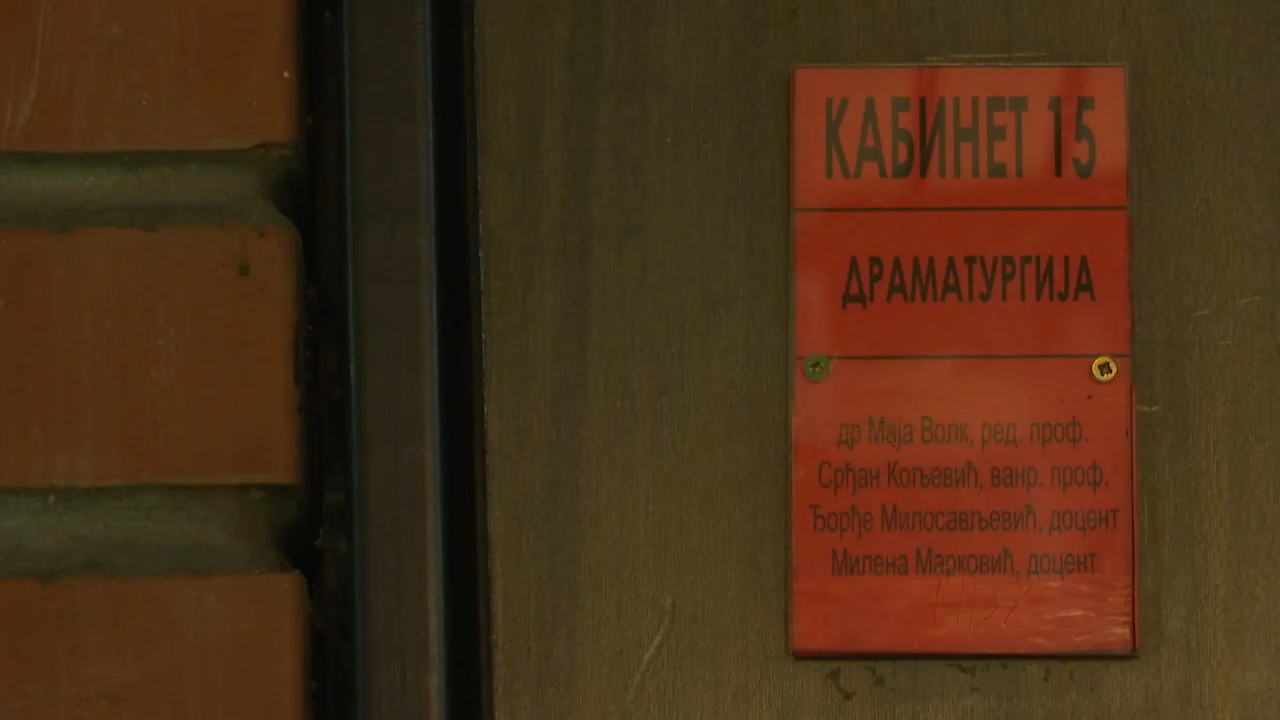 КАБИНЕТ 15
ДРАМАТУРГИЈА
др Маја Волк, ред. проф.
Срђан Кољевић, ванр. проф.
Ђорђе Милосављевић, доцент
Милена Марковић, доцент